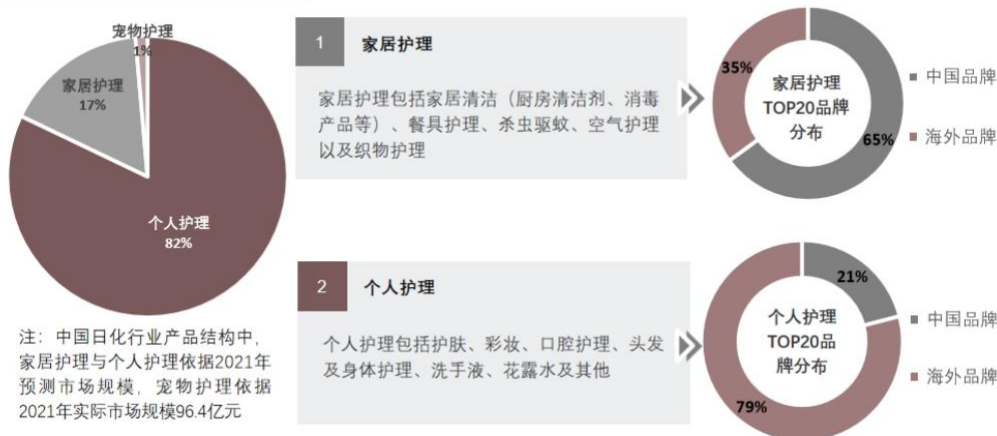 宠物护理
1%
家居护理
17%
个人护理
82%
注：中国日化行业产品结构中，
家居护理与个人护理依据2021年
预测市场规模，宠物护理依据
2021年实际市场规模96.4亿元
1
家居护理
家居护理包括家居清洁（厨房清洁剂、消毒
产品等）、餐具护理、杀虫驱蚊、空气护理
以及织物护理
35%
家居护理
TOP20品牌
分布
65%
中国品牌
海外品牌
2
个人护理
个人护理包括护肤、彩妆、口腔护理、头发
及身体护理、洗手液、花露水及其他
21%
个人护理
TOP20品
牌分布
79%
中国品牌
海外品牌